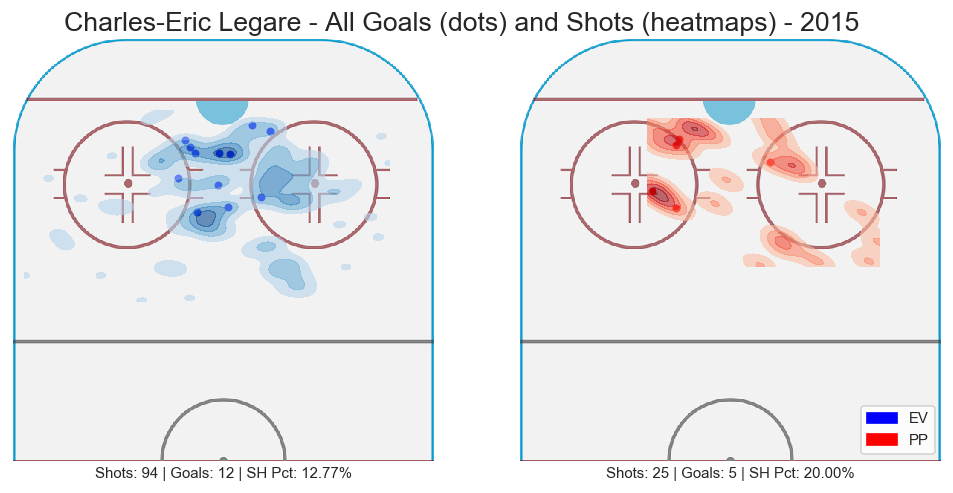 Charles-Eric Legare - All Goals (dots) and Shots (heatmaps) - 2015
EV
PP
Shots: 94 | Goals: 12 | SH Pct: 12.77%
Shots: 25 | Goals: 5 | SH Pct: 20.00%